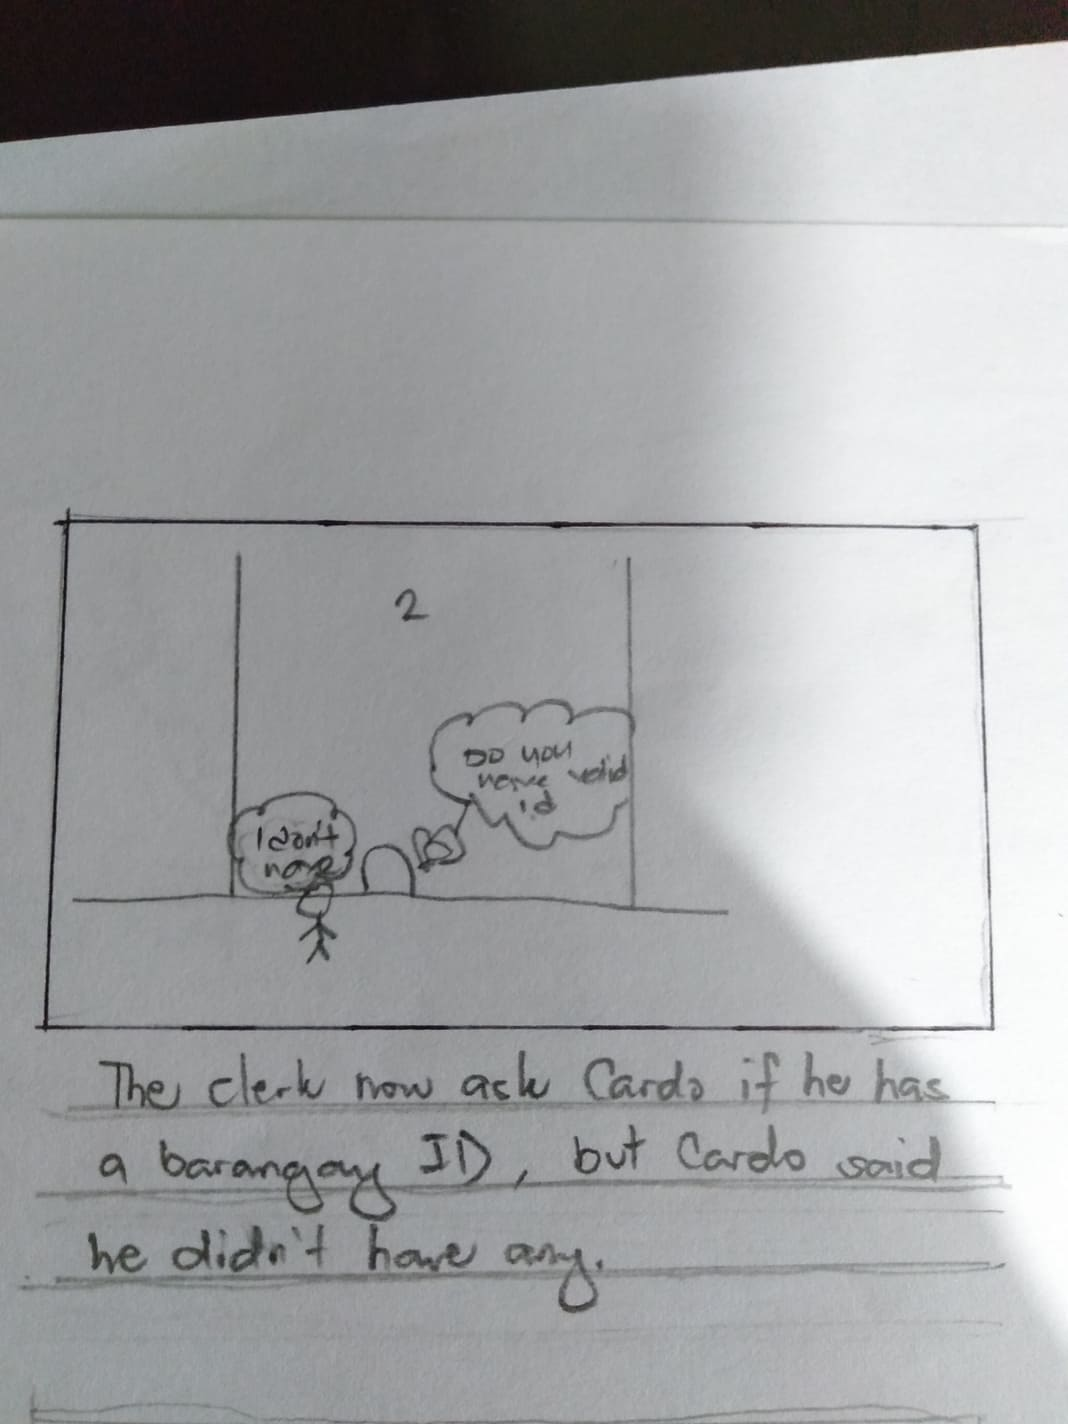 2
Do you
have valid
id
I don't
have
The clerk now ask Cardo if he has
a barangay ID, but Cardo said
he didn't have any.